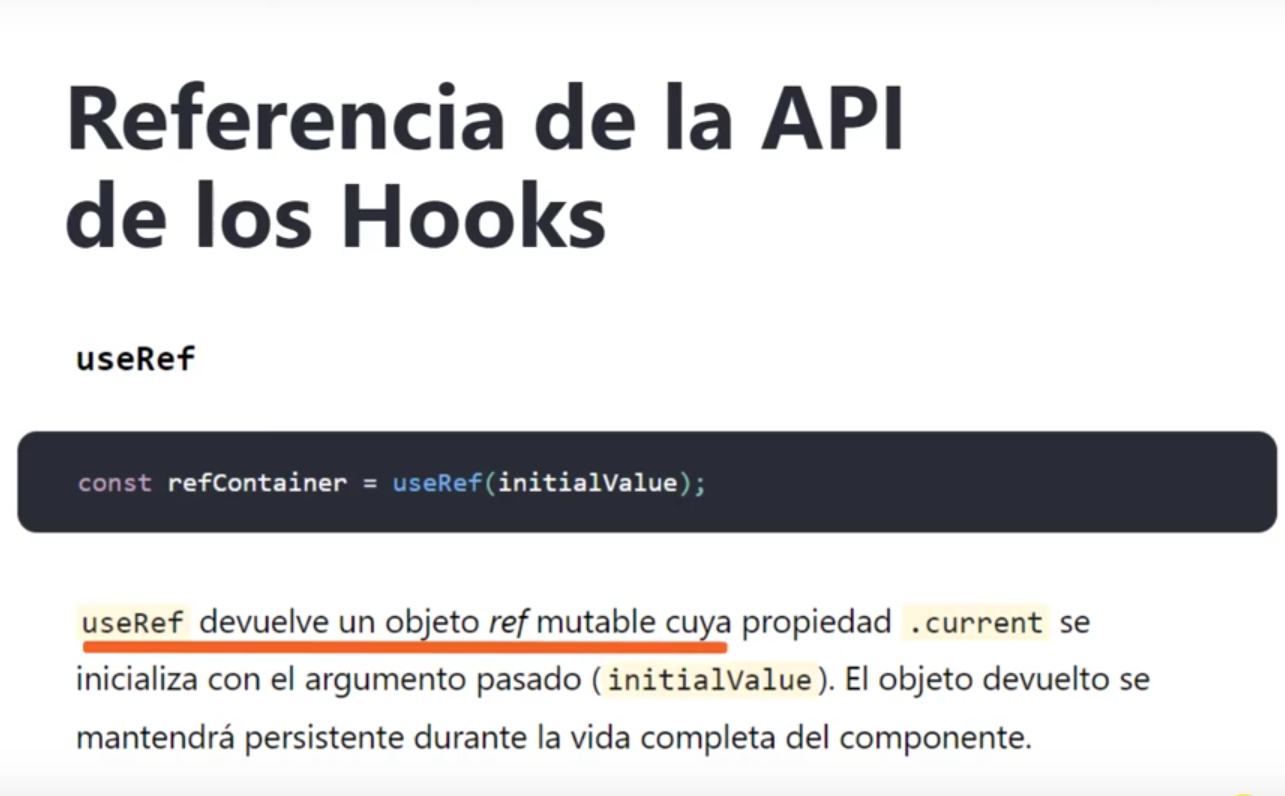 Referencia de la API
de los Hooks
useRef
const refContainer = useRef(initialValue);
useRef devuelve un objeto ref mutable cuya propiedad .current se
inicializa con el argumento pasado (initialValue). El objeto devuelto se
mantendrá persistente durante la vida completa del componente.